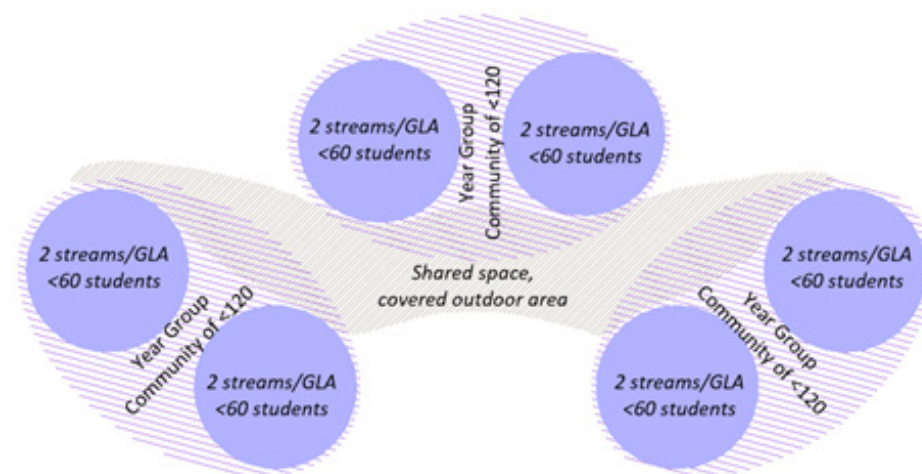 2 streams/GLA
<60 students
Year Group
Community of <120
2 streams/GLA
<60 students
2 streams/GLA
<60 students
Year Group
Community of <120
2 streams/GLA
<60 students
Shared space,
covered outdoor area
2 streams/GLA
<60 students
Year Group
Community of <120
2 streams/GLA
<60 students